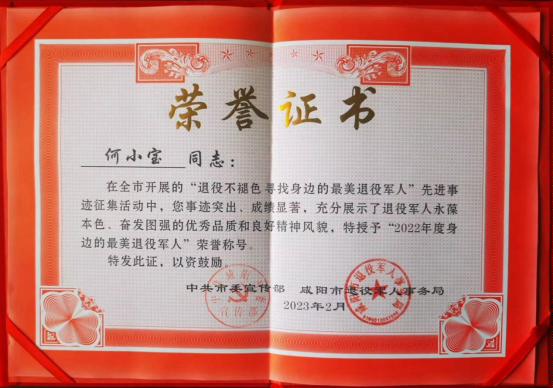 荣誉证书
何小宝 同志：
在全市开展的“退役不褪色 寻找身边的最美退役军人”先进事
迹征集活动中，您事迹突出、成绩显著，充分展示了退役军人永葆
本色、奋发图强的优秀品质和良好精神风貌，特授予“2022年度身
边的最美退役军人”荣誉称号。
特发此证，以资鼓励。
中共市委宣传部 咸阳市退役军人事务局
2023年2月